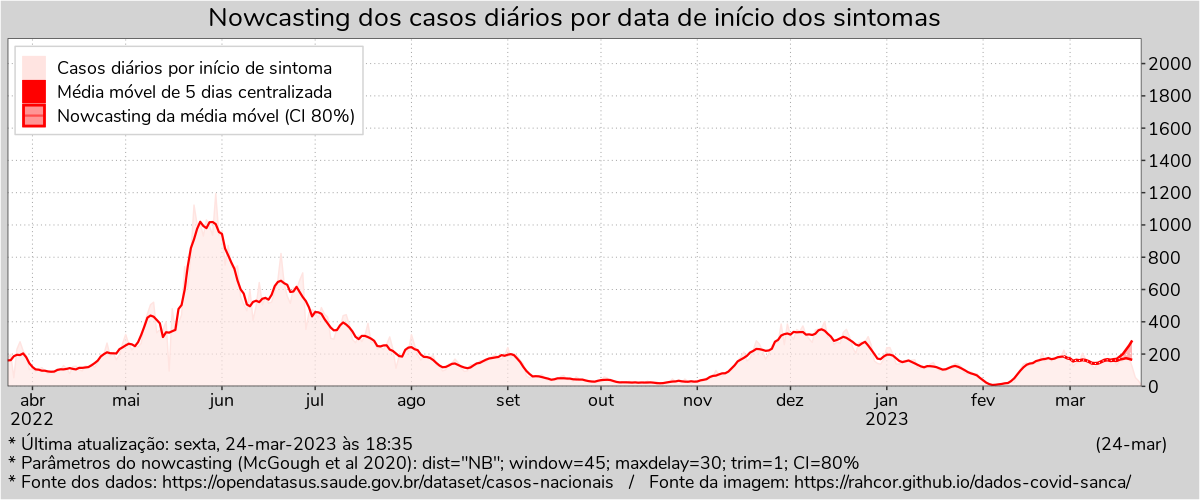 Nowcasting dos casos diários por data de início dos sintomas
Casos diários por início de sintoma
Média móvel de 5 dias centralizada
Nowcasting da média móvel (CI 80%)
2000
1800
1600
1400
1200
1000
800
600
400
200
0
abr mai jun jul ago set out nov dez jan fev mar
2022 2023
* Última atualização: sexta, 24-mar-2023 às 18:35 (24-mar)
* Parâmetros do nowcasting (McGough et al 2020): dist="NB"; window=45; maxdelay=30; trim=1; CI=80%
* Fonte dos dados: https://opendatasus.saude.gov.br/dataset/casos-nacionais / Fonte da imagem: https://rahcor.github.io/dados-covid-sanca/